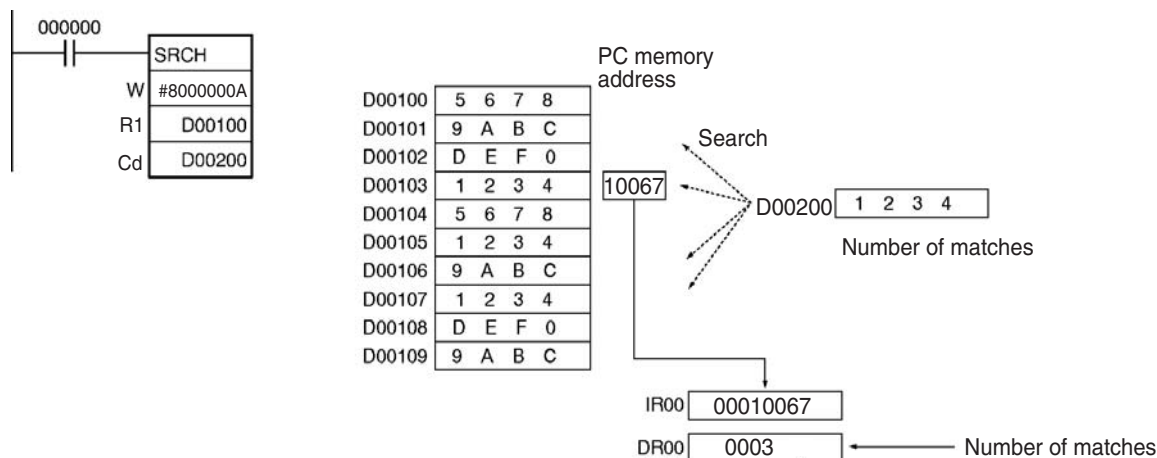 000000
SRCH
W #8000000A
R1 D00100
Cd D00200
PC memory
address
D00100 5 6 7 8
D00101 9 A B C
D00102 D E F 0
D00103 1 2 3 4 10067
D00104 5 6 7 8
D00105 1 2 3 4
D00106 9 A B C
D00107 1 2 3 4
D00108 D E F 0
D00109 9 A B C
Search
D00200 1 2 3 4
Number of matches
IR00 00010067
DR00 0003 Number of matches